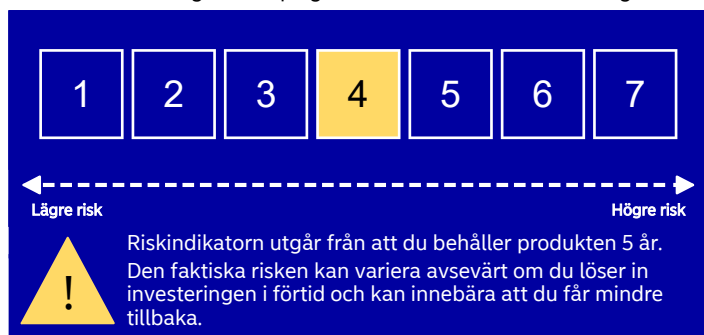 1 2 3 4 5 6 7
Lägre risk Högre risk
Riskindikatorn utgår från att du behåller produkten 5 år.
Den faktiska risken kan variera avsevärt om du löser in
investeringen i förtid och kan innebära att du får mindre
tillbaka.
!